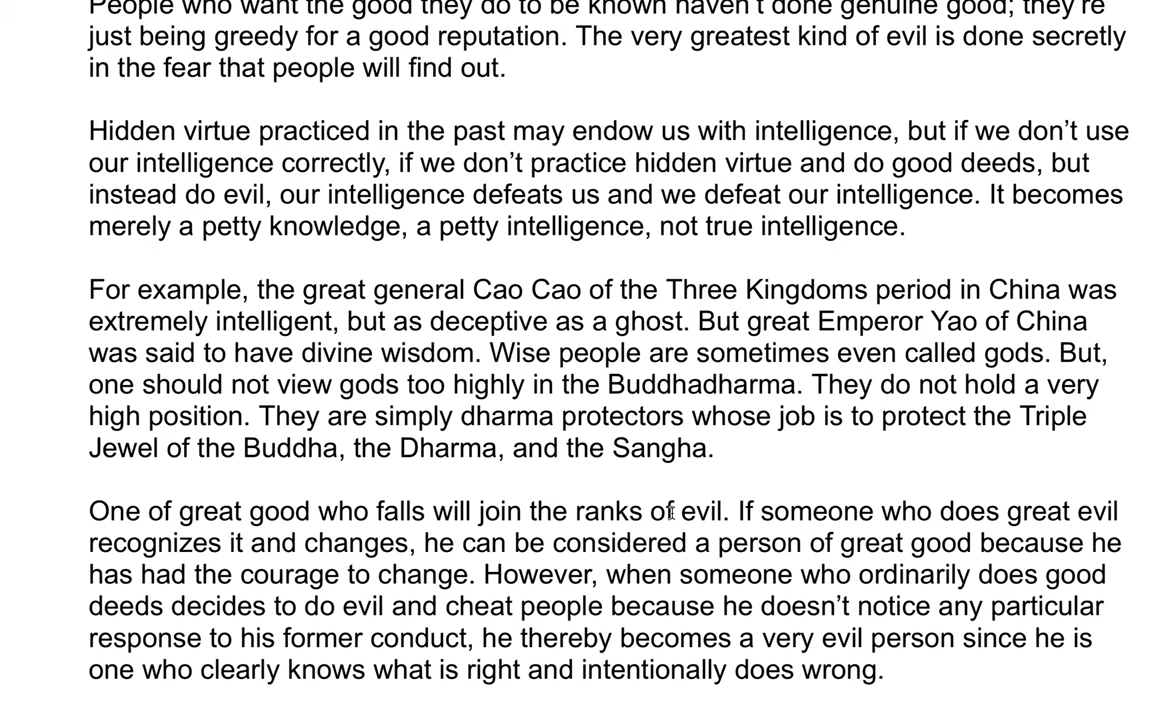 People who want the good they do to be known haven't done genuine good; they're
just being greedy for a good reputation. The very greatest kind of evil is done secretly
in the fear that people will find out.
Hidden virtue practiced in the past may endow us with intelligence, but if we don’t use
our intelligence correctly, if we don’t practice hidden virtue and do good deeds, but
instead do evil, our intelligence defeats us and we defeat our intelligence. It becomes
merely a petty knowledge, a petty intelligence, not true intelligence.
For example, the great general Cao Cao of the Three Kingdoms period in China was
extremely intelligent, but as deceptive as a ghost. But great Emperor Yao of China
was said to have divine wisdom. Wise people are sometimes even called gods. But,
one should not view gods too highly in the Buddhadharma. They do not hold a very
high position. They are simply dharma protectors whose job is to protect the Triple
Jewel of the Buddha, the Dharma, and the Sangha.
One of great good who falls will join the ranks of evil. If someone who does great evil
recognizes it and changes, he can be considered a person of great good because he
has had the courage to change. However, when someone who ordinarily does good
deeds decides to do evil and cheat people because he doesn’t notice any particular
response to his former conduct, he thereby becomes a very evil person since he is
one who clearly knows what is right and intentionally does wrong.